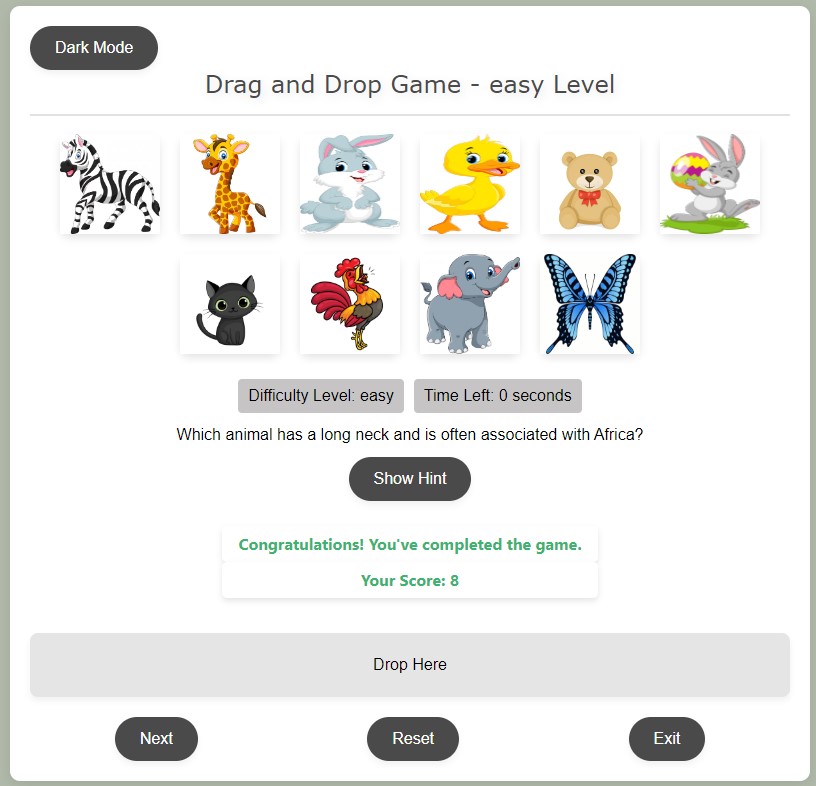 Dark Mode
Drag and Drop Game - easy Level
Difficulty Level: easy
Time Left: 0 seconds
Which animal has a long neck and is often associated with Africa?
Show Hint
Congratulations! You've completed the game.
Your Score: 8
Drop Here
Next
Reset
Exit